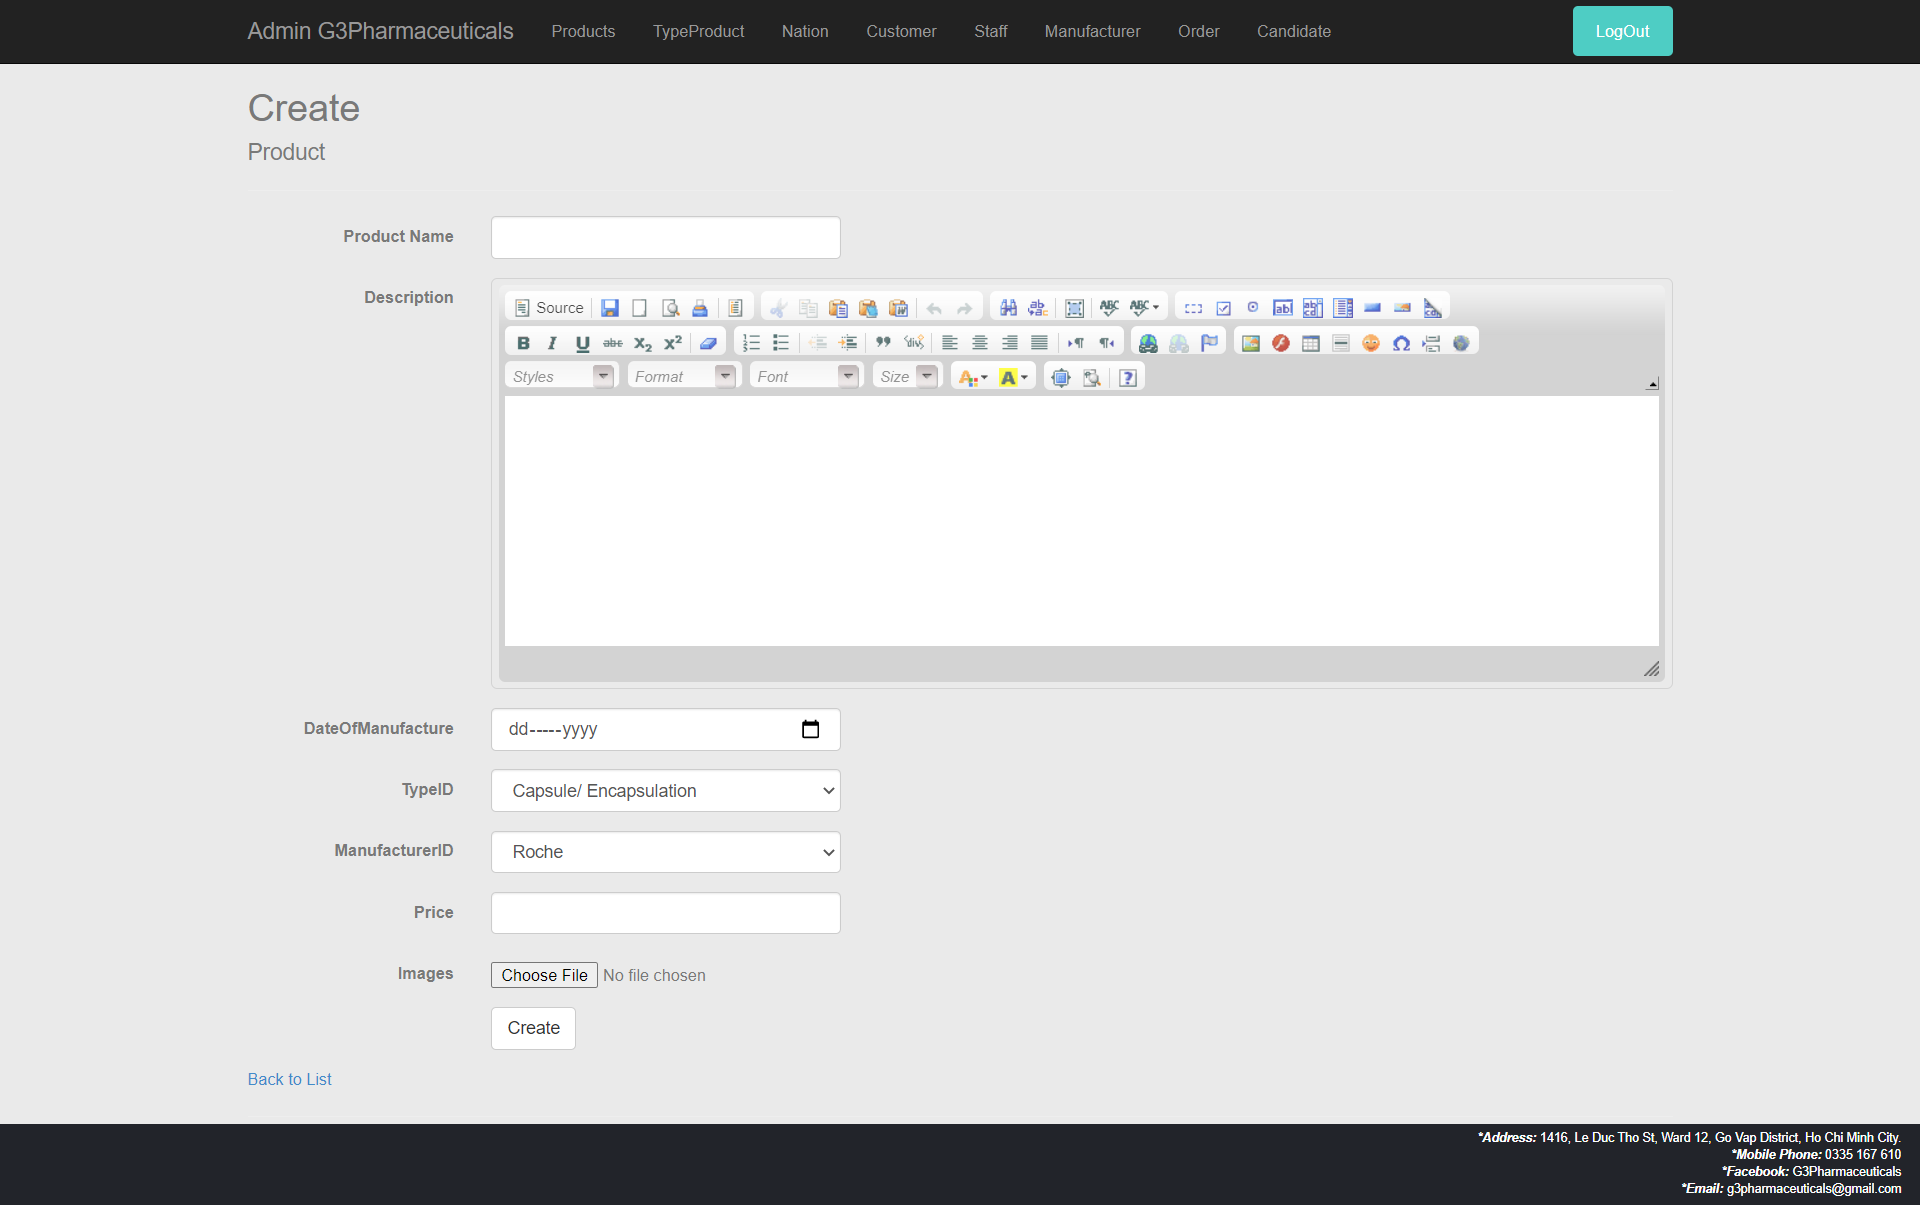 Admin G3Pharmaceuticals Products TypeProduct Nation Customer Staff Manufacturer Order Candidate LogOut
Create
Product
Product Name
Description
Source
Styles Format Font Size
DateOfManufacture dd-----yyyy
TypeID Capsule/ Encapsulation
ManufacturerID Roche
Price
Images Choose File No file chosen
Create
Back to List
*Address: 1416, Le Duc Tho St, Ward 12, Go Vap District, Ho Chi Minh City.
*Mobile Phone: 0335 167 610
*Facebook: G3Pharmaceuticals
*Email: g3pharmaceuticals@gmail.com